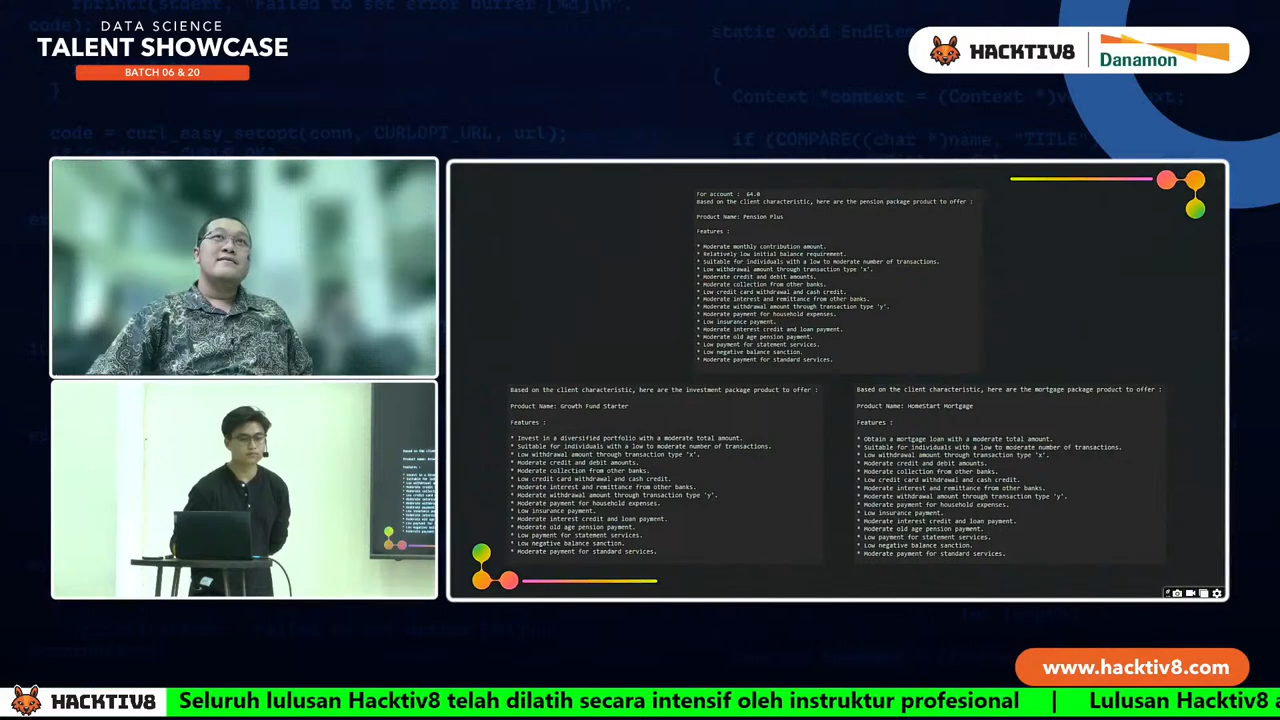 DATA SCIENCE
TALENT SHOWCASE
BATCH 06 & 20
HACKTIV8
Danamon
code = curl_easy_setopt(conn, CURLOPT_URL, url);
static void
Context *context =
if (COMPARE((char *)name, "TITLE"
For account : 64.0
Based on the client characteristic, here are the pension package product to offer :
Product Name: Pension Plus
Features :
* Moderate monthly contribution amount.
* Relatively low initial balance requirement.
* Suitable for individuals with a low to moderate number of transactions.
* Low withdrawal amount through transaction type 'x'.
* Moderate credit and debit amounts.
* Moderate collection from other banks.
* Low credit card withdrawal and cash credit.
* Moderate interest and remittance from other banks.
* Moderate withdrawal amount through transaction type 'y'.
* Moderate payment for household expenses.
* Low insurance payment.
* Moderate interest credit and loan payment.
* Moderate old age pension payment.
* Low payment for statement services.
* Low negative balance sanction.
* Moderate payment for standard services.
Based on the client characteristic, here are the investment package product to offer :
Product Name: Growth Fund Starter
Features :
* Invest in a diversified portfolio with a moderate total amount.
* Suitable for individuals with a low to moderate number of transactions.
* Low withdrawal amount through transaction type 'x'.
* Moderate credit and debit amounts.
* Moderate collection from other banks.
* Low credit card withdrawal and cash credit.
* Moderate interest and remittance from other banks.
* Moderate withdrawal amount through transaction type 'y'.
* Moderate payment for household expenses.
* Low insurance payment.
* Moderate interest credit and loan payment.
* Moderate old age pension payment.
* Low payment for statement services.
* Low negative balance sanction.
* Moderate payment for standard services.
Based on the client characteristic, here are the mortgage package product to offer :
Product Name: HomeStart Mortgage
Features :
* Obtain a mortgage loan with a moderate total amount.
* Suitable for individuals with a low to moderate number of transactions.
* Low withdrawal amount through transaction type 'x'.
* Moderate credit and debit amounts.
* Moderate collection from other banks.
* Low credit card withdrawal and cash credit.
* Moderate interest and remittance from other banks.
* Moderate withdrawal amount through transaction type 'y'.
* Moderate payment for household expenses.
* Low insurance payment.
* Moderate interest credit and loan payment.
* Moderate old age pension payment.
* Low payment for statement services.
* Low negative balance sanction.
* Moderate payment for standard services.
www.hacktiv8.com
HACKTIV8
Seluruh lulusan Hacktiv8 telah dilatih secara intensif oleh instruktur profesional | Lulusan Hacktiv8 a